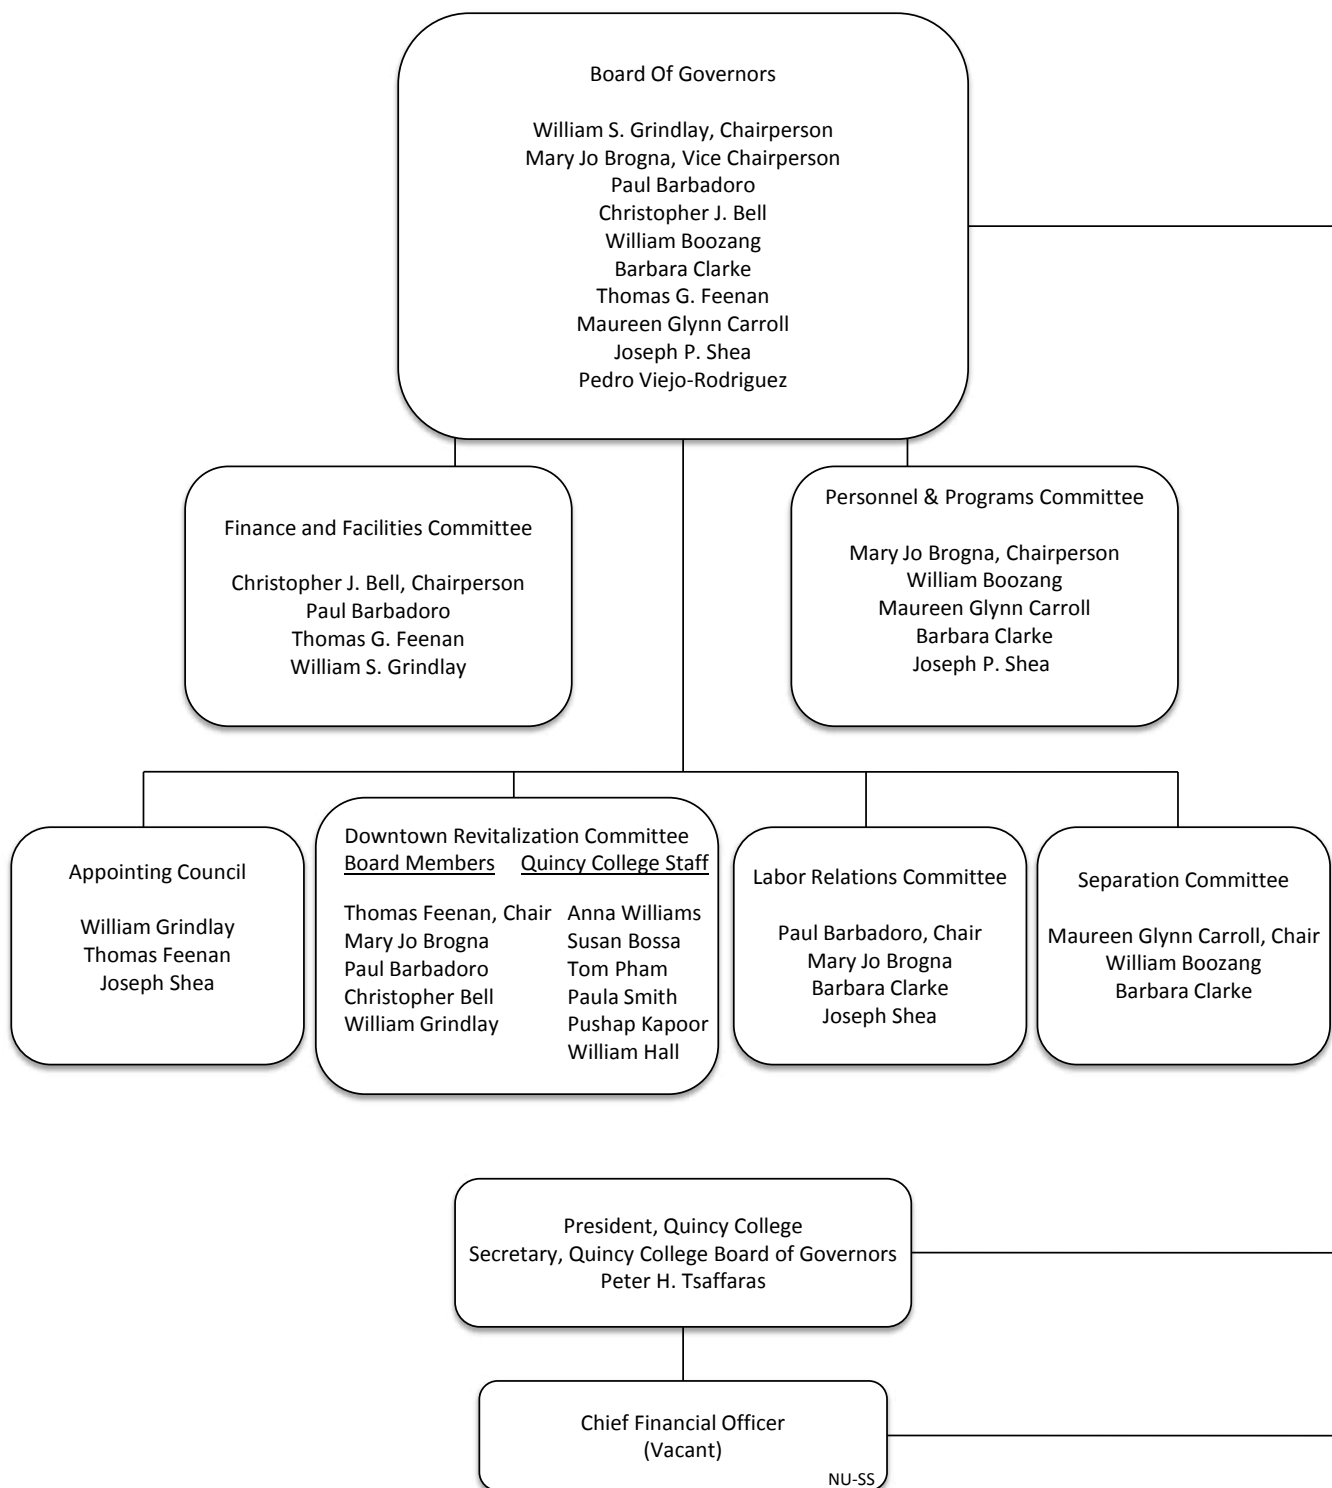 Board Of Governors
William S. Grindlay, Chairperson
Mary Jo Brogna, Vice Chairperson
Paul Barbadoro
Christopher J. Bell
William Boozang
Barbara Clarke
Thomas G. Feenan
Maureen Glynn Carroll
Joseph P. Shea
Pedro Viejo-Rodriguez
Finance and Facilities Committee
Christopher J. Bell, Chairperson
Paul Barbadoro
Thomas G. Feenan
William S. Grindlay
Personnel & Programs Committee
Mary Jo Brogna, Chairperson
William Boozang
Maureen Glynn Carroll
Barbara Clarke
Joseph P. Shea
Appointing Council
William Grindlay
Thomas Feenan
Joseph Shea
Downtown Revitalization Committee
Board Members Quincy College Staff
Thomas Feenan, Chair Anna Williams
Mary Jo Brogna Susan Bossa
Paul Barbadoro Tom Pham
Christopher Bell Paula Smith
William Grindlay Pushap Kapoor
William Hall
Labor Relations Committee
Paul Barbadoro, Chair
Mary Jo Brogna
Barbara Clarke
Joseph Shea
Separation Committee
Maureen Glynn Carroll, Chair
William Boozang
Barbara Clarke
President, Quincy College
Secretary, Quincy College Board of Governors
Peter H. Tsaffaras
Chief Financial Officer
(Vacant)
NU-SS